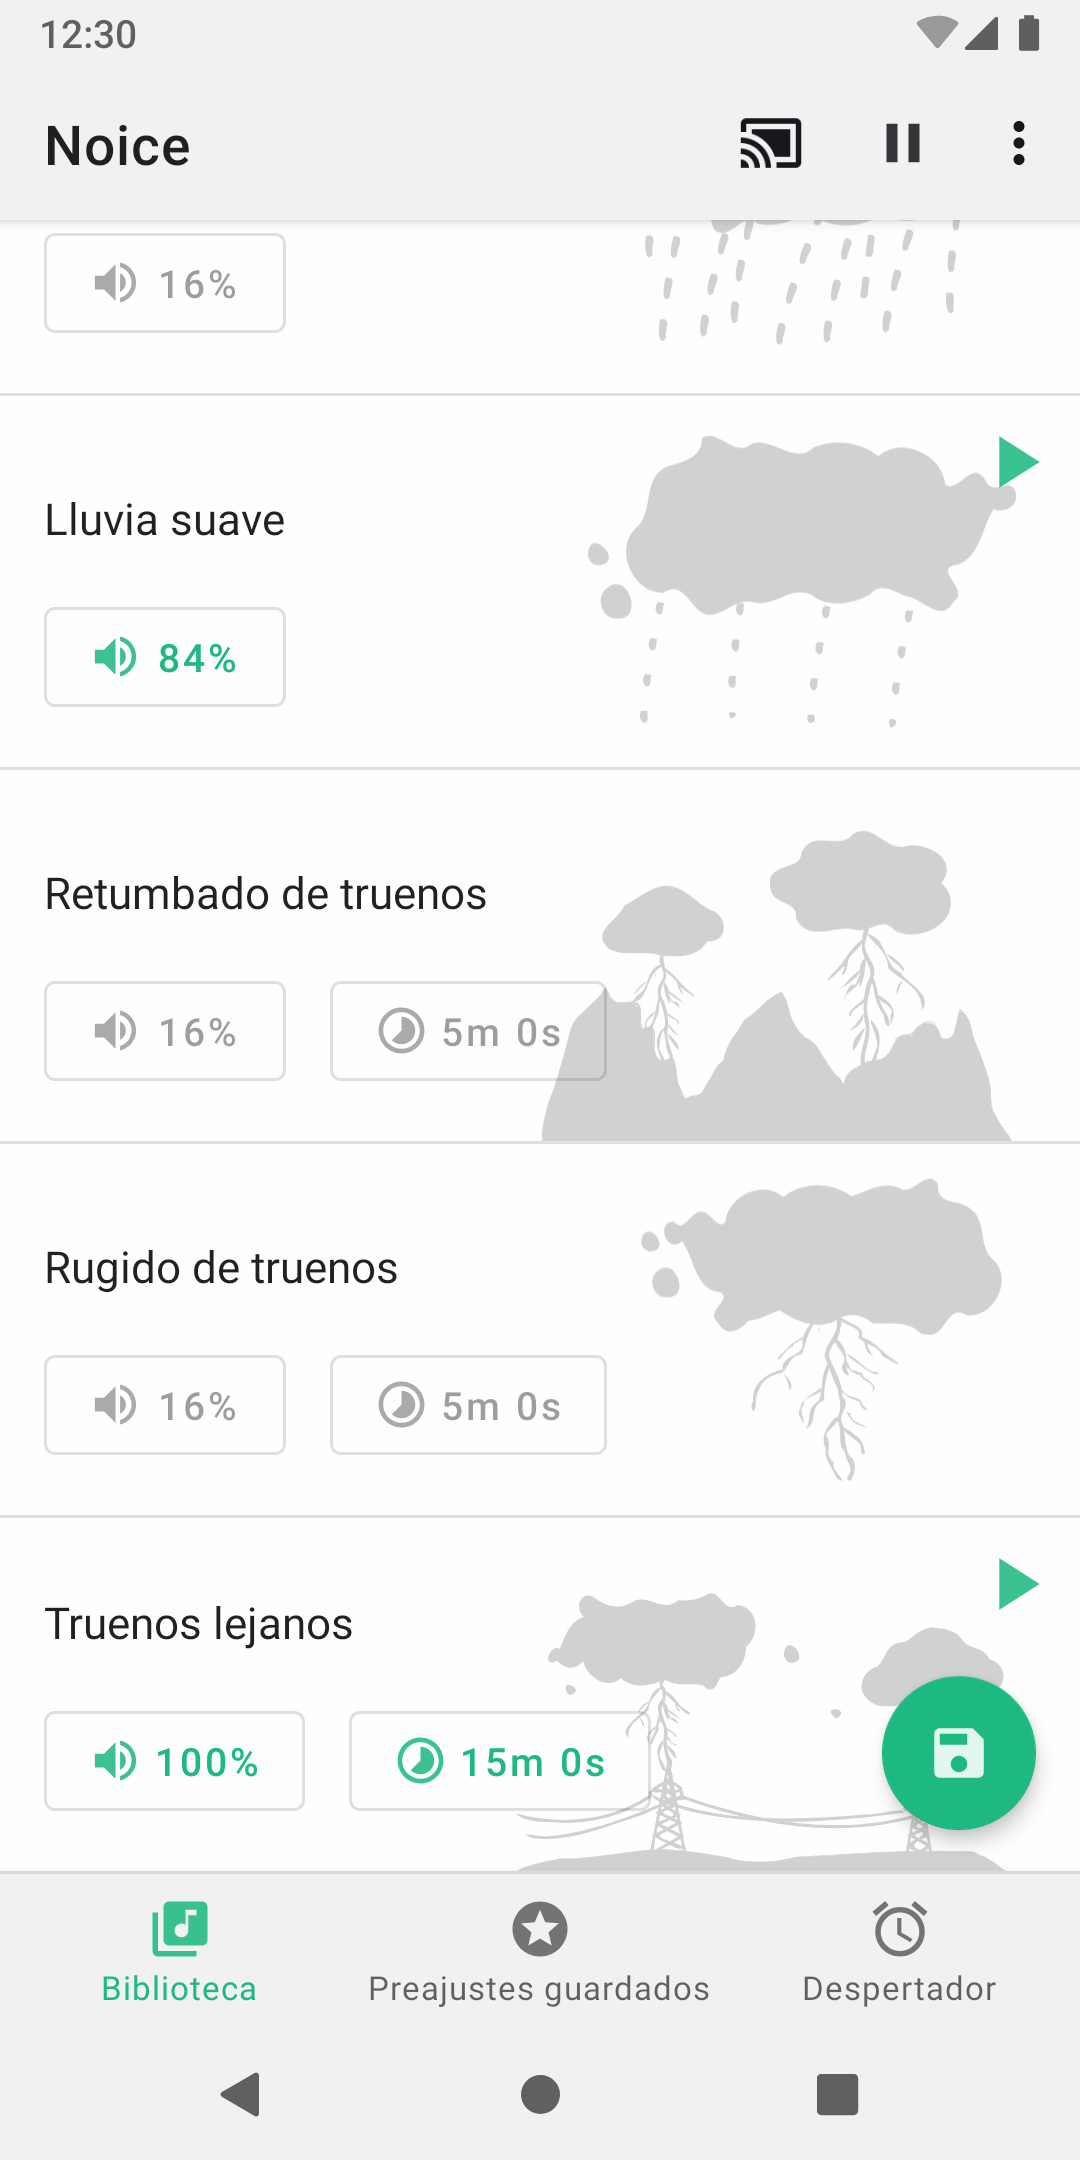 12:30
Noice
16%
Lluvia suave
84%
Retumbado de truenos
16% 5m 0s
Rugido de truenos
16% 5m 0s
Truenos lejanos
100% 15m 0s
Biblioteca Preajustes guardados Despertador